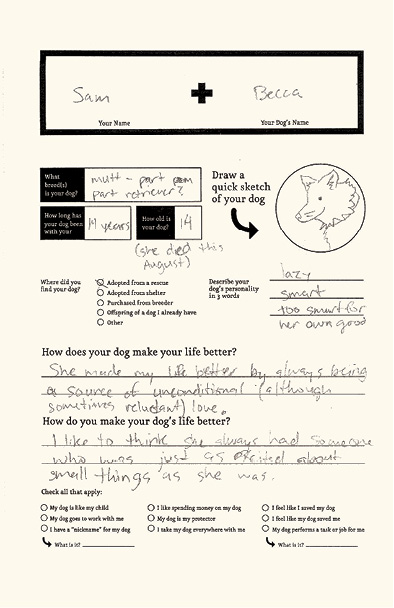 Sam + Becca
Your Name Your Dog's Name
What breed(s) is your dog?
mutt - part
part retriever?
How long has your dog been with you?
14 years
How old is your dog?
14
(she died this
August)
Draw a
quick sketch
of your dog
Where did you find your dog?
Adopted from a rescue
Adopted from shelter
Purchased from breeder
Offspring of a dog I already have
Other
Describe your dog's personality in 3 words
lazy
smart
too smart for
her own good
How does your dog make your life better?
She made my life better by always being
a source of unconditional (although
sometimes reluctant) love.
How do you make your dog's life better?
I like to think she always had someone
who was just as excited about
small things as she was.
Check all that apply:
My dog is like my child
My dog goes to work with me
I have a "nickname" for my dog
What is it?
I like spending money on my dog
My dog is my protector
I take my dog everywhere with me
I feel like I saved my dog
I feel like my dog saved me
My dog performs a task or job for me
What is it?